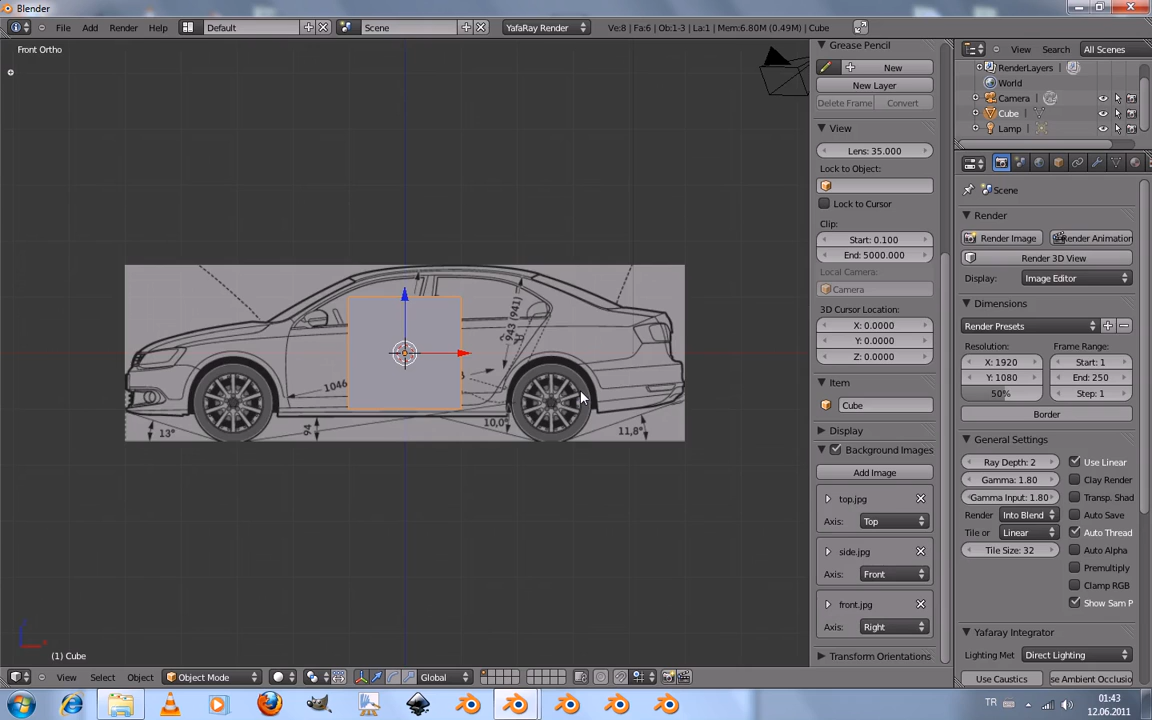 Blender
File Add Render Help Default Scene YafaRay Render Ve:8 | Fa:6 | Ob:1-3 | La:1 | Mem:6.80M (0.49M) | Cube
Front Ortho
1046
943 (941)
94
13°
10,0°
11,8°
(1) Cube
View Select Object Object Mode Global
Grease Pencil
New
New Layer
Delete Frame Convert
View
Lens: 35.000
Lock to Object:
Lock to Cursor
Clip:
Start: 0.100
End: 5000.000
Local Camera:
Camera
3D Cursor Location:
X: 0.0000
Y: 0.0000
Z: 0.0000
Item
Cube
Display
Background Images
Add Image
top.jpg
Axis: Top
side.jpg
Axis: Front
front.jpg
Axis: Right
Transform Orientations
View Search All Scenes
RenderLayers |
World
Camera |
Cube |
Lamp |
Scene
Render
Render Image Render Animation
Render 3D View
Display: Image Editor
Dimensions
Render Presets
Resolution: Frame Range:
X: 1920 Start: 1
Y: 1080 End: 250
50% Step: 1
Border
General Settings
Ray Depth: 2 Use Linear
Gamma: 1.80 Clay Render
Gamma Input: 1.80 Transp. Shad
Render Into Blend Auto Save
Tile or Linear Auto Thread
Tile Size: 32 Auto Alpha
Premultiply
Clamp RGB
Show Sam P
Yafaray Integrator
Lighting Met Direct Lighting
Use Caustics se Ambient Occlusio
TR 01:43
12.06.2011